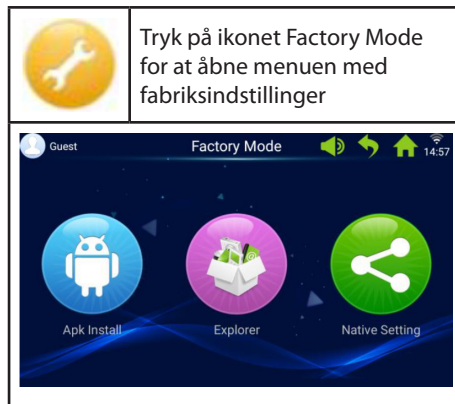 Tryk på ikonet Factory Mode
for at åbne menuen med
fabriksindstillinger
Guest
Factory Mode
14:57
Apk Install
Explorer
Native Setting